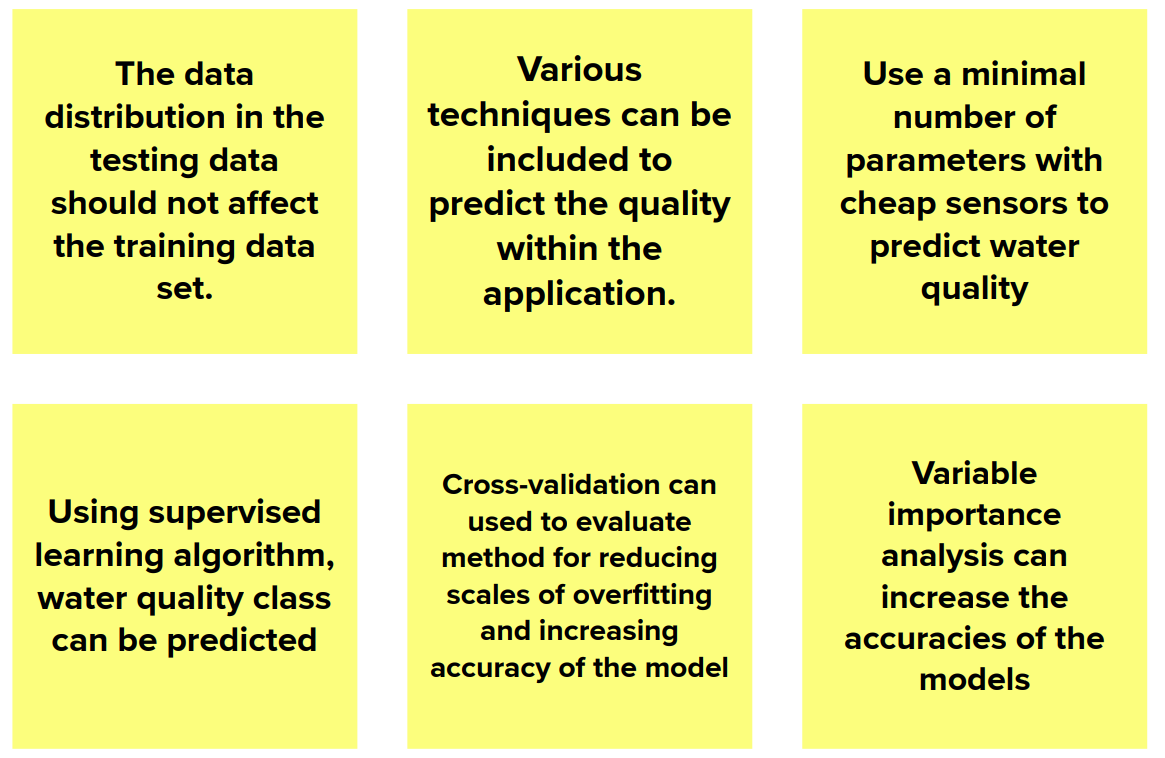 The data
distribution in the
testing data
should not affect
the training data
set.
Various
techniques can be
included to
predict the quality
within the
application.
Use a minimal
number of
parameters with
cheap sensors to
predict water
quality
Using supervised
learning algorithm,
water quality class
can be predicted
Cross-validation can
used to evaluate
method for reducing
scales of overfitting
and increasing
accuracy of the model
Variable
importance
analysis can
increase the
accuracies of the
models